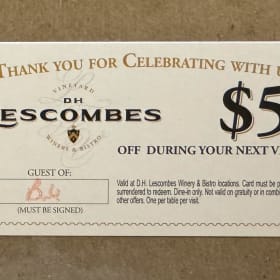 THANK YOU FOR CELEBRATING WITH U
VINEYARD
DH
LESCOMBES
WINERY & BISTRO
$5
OFF DURING YOUR NEXT V
GUEST OF:
(MUST BE SIGNED)
Valid at D.H. Lescombes Winery & Bistro locations. Card must be p
surrendered to redeem. Dine-in only. Not valid on gratuity or in combi
other offers. One per table per visit.